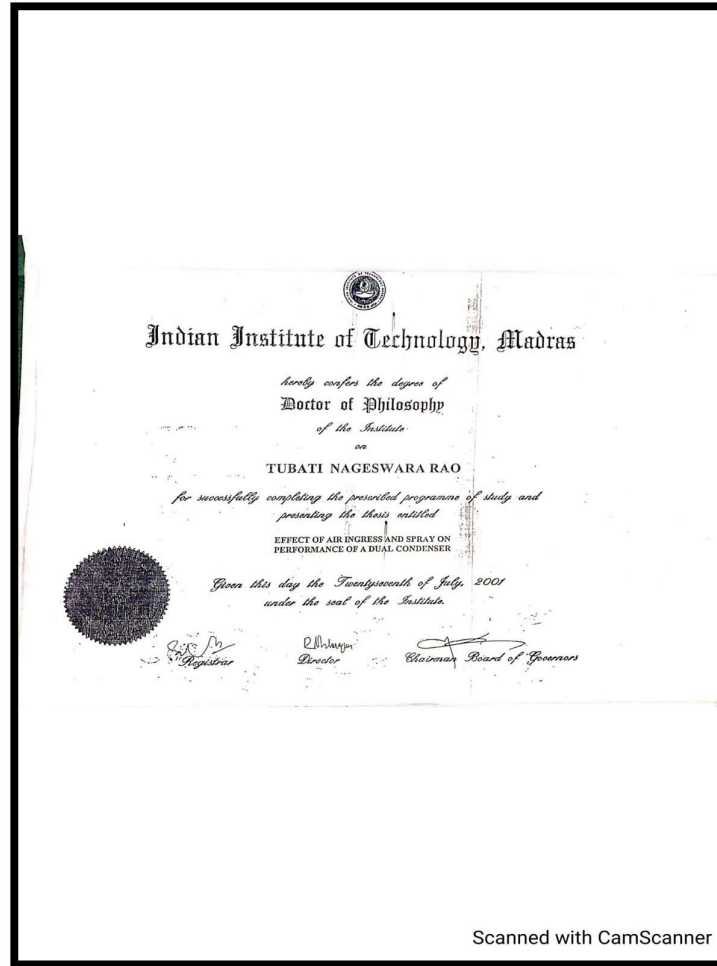 Indian Institute of Technology, Madras
hereby confers the degree of
Doctor of Philosophy
of the Institute
on
TUBATI NAGESWARA RAO
for successfully completing the prescribed programme of study and
presenting the thesis entitled
EFFECT OF AIR INGRESS AND SPRAY ON
PERFORMANCE OF A DUAL CONDENSER
Given this day the Twentyseventh of July, 2001
under the seal of the Institute.
Registrar Director Chairman Board of Governors
Scanned with CamScanner